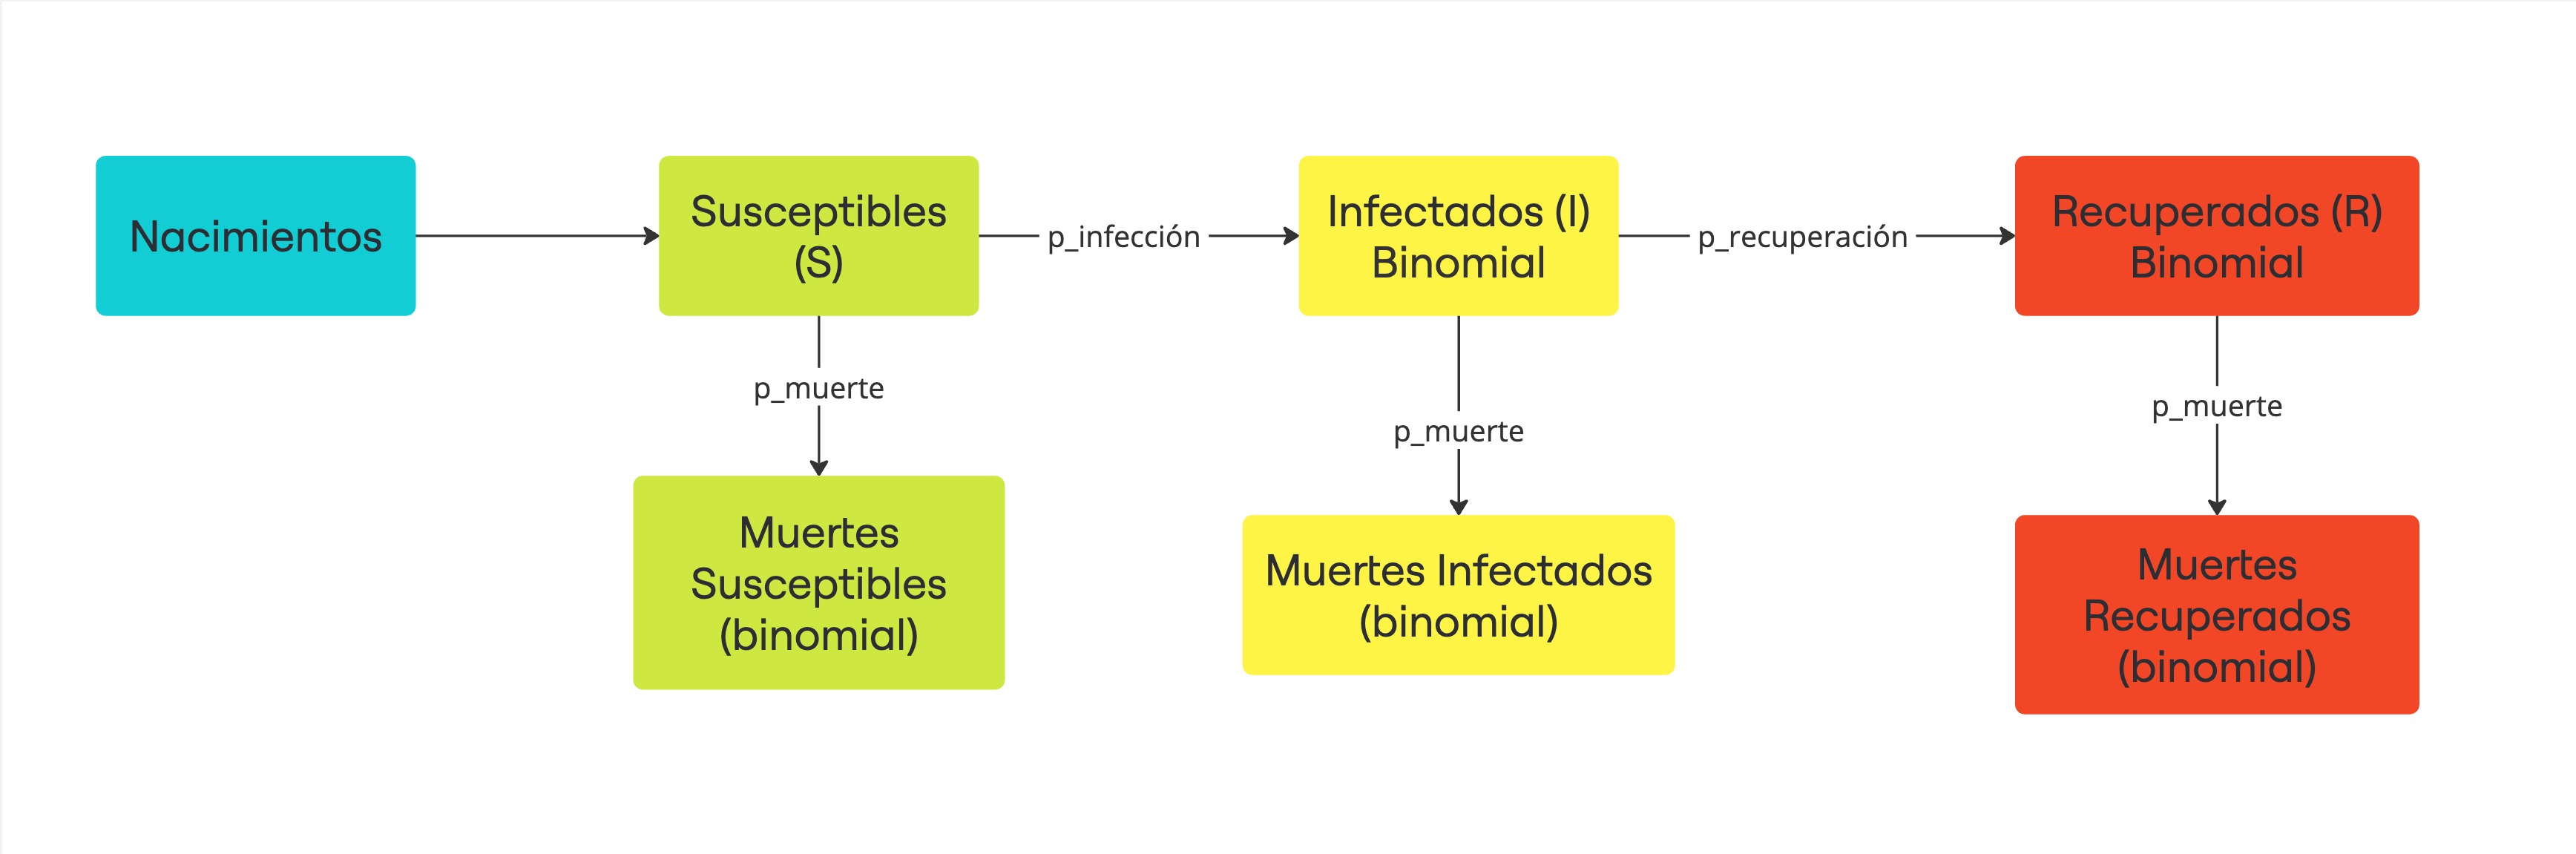 Nacimientos
Susceptibles
(S)
p_infección
Infectados (I)
Binomial
p_recuperación
Recuperados (R)
Binomial
p_muerte
p_muerte
p_muerte
Muertes
Susceptibles
(binomial)
Muertes Infectados
(binomial)
Muertes
Recuperados
(binomial)